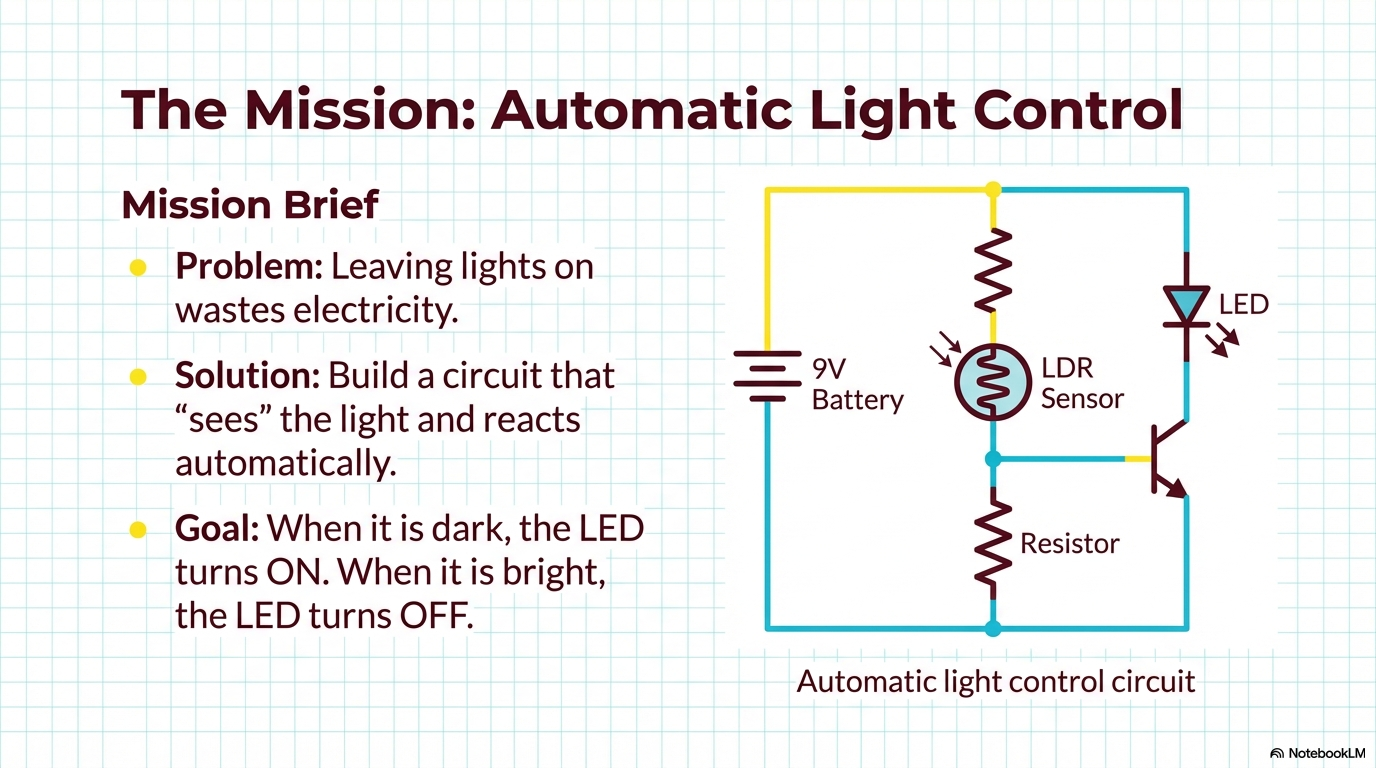 The Mission: Automatic Light Control
Mission Brief
Problem: Leaving lights on
wastes electricity.
Solution: Build a circuit that
“sees” the light and reacts
automatically.
Goal: When it is dark, the LED
turns ON. When it is bright,
the LED turns OFF.
9V
Battery
LDR
Sensor
LED
Resistor
Automatic light control circuit
NotebookLM